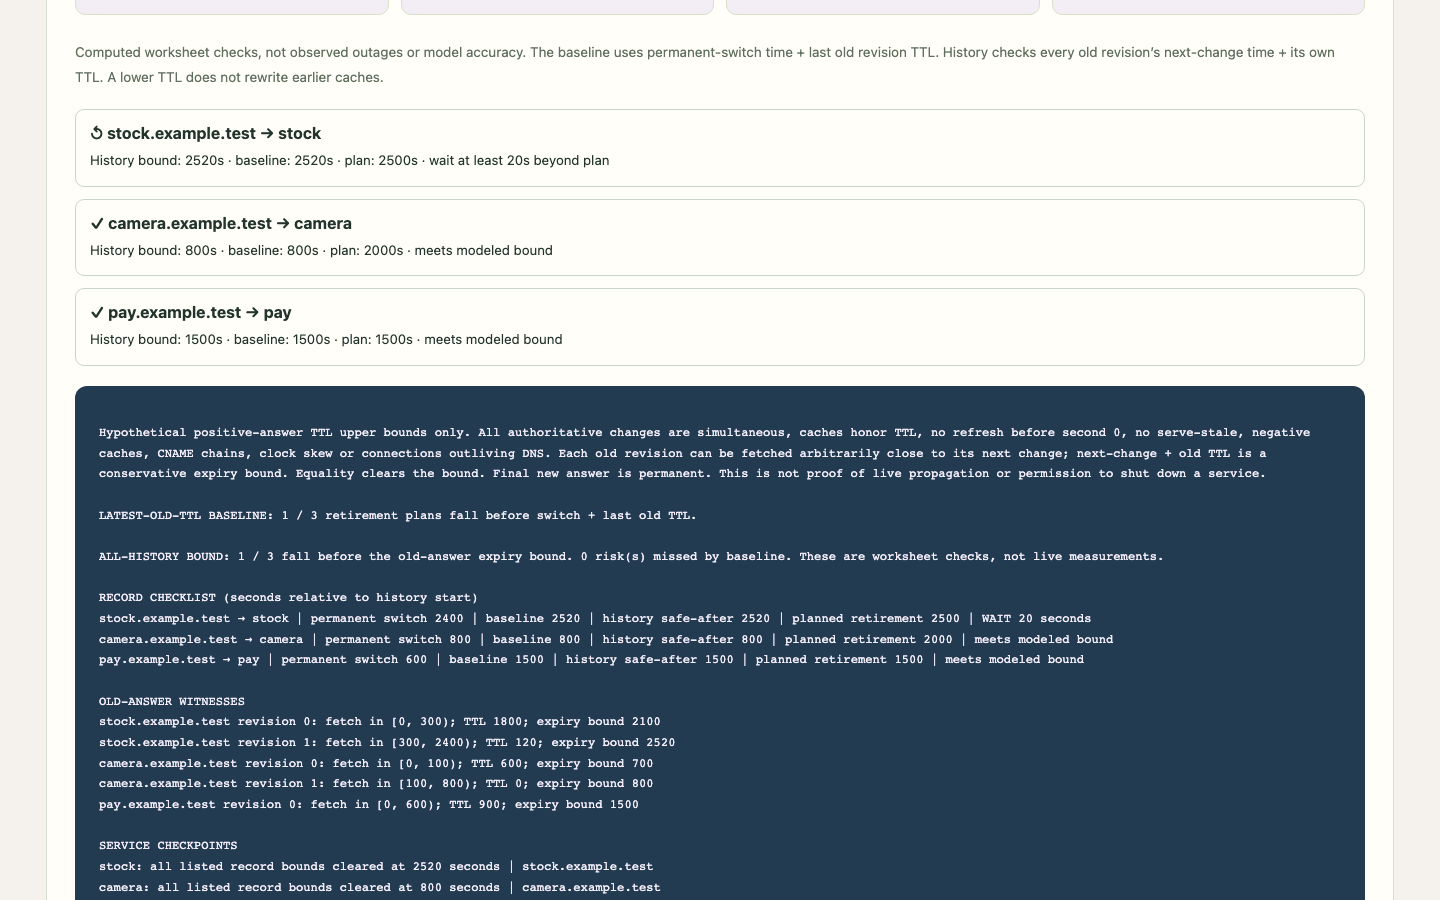 Computed worksheet checks, not observed outages or model accuracy. The baseline uses permanent-switch time + last old revision TTL. History checks every old revision’s next-change time + its own
TTL. A lower TTL does not rewrite earlier caches.
↺ stock.example.test → stock
History bound: 2520s · baseline: 2520s · plan: 2500s · wait at least 20s beyond plan
✓ camera.example.test → camera
History bound: 800s · baseline: 800s · plan: 2000s · meets modeled bound
✓ pay.example.test → pay
History bound: 1500s · baseline: 1500s · plan: 1500s · meets modeled bound
Hypothetical positive-answer TTL upper bounds only. All authoritative changes are simultaneous, caches honor TTL, no refresh before second 0, no serve-stale, negative
caches, CNAME chains, clock skew or connections outliving DNS. Each old revision can be fetched arbitrarily close to its next change; next-change + old TTL is a
conservative expiry bound. Equality clears the bound. Final new answer is permanent. This is not proof of live propagation or permission to shut down a service.
LATEST-OLD-TTL BASELINE: 1 / 3 retirement plans fall before switch + last old TTL.
ALL-HISTORY BOUND: 1 / 3 fall before the old-answer expiry bound. 0 risk(s) missed by baseline. These are worksheet checks, not live measurements.
RECORD CHECKLIST (seconds relative to history start)
stock.example.test → stock | permanent switch 2400 | baseline 2520 | history safe-after 2520 | planned retirement 2500 | WAIT 20 seconds
camera.example.test → camera | permanent switch 800 | baseline 800 | history safe-after 800 | planned retirement 2000 | meets modeled bound
pay.example.test → pay | permanent switch 600 | baseline 1500 | history safe-after 1500 | planned retirement 1500 | meets modeled bound
OLD-ANSWER WITNESSES
stock.example.test revision 0: fetch in [0, 300); TTL 1800; expiry bound 2100
stock.example.test revision 1: fetch in [300, 2400); TTL 120; expiry bound 2520
camera.example.test revision 0: fetch in [0, 100); TTL 600; expiry bound 700
camera.example.test revision 1: fetch in [100, 800); TTL 0; expiry bound 800
pay.example.test revision 0: fetch in [0, 600); TTL 900; expiry bound 1500
SERVICE CHECKPOINTS
stock: all listed record bounds cleared at 2520 seconds | stock.example.test
camera: all listed record bounds cleared at 800 seconds | camera.example.test